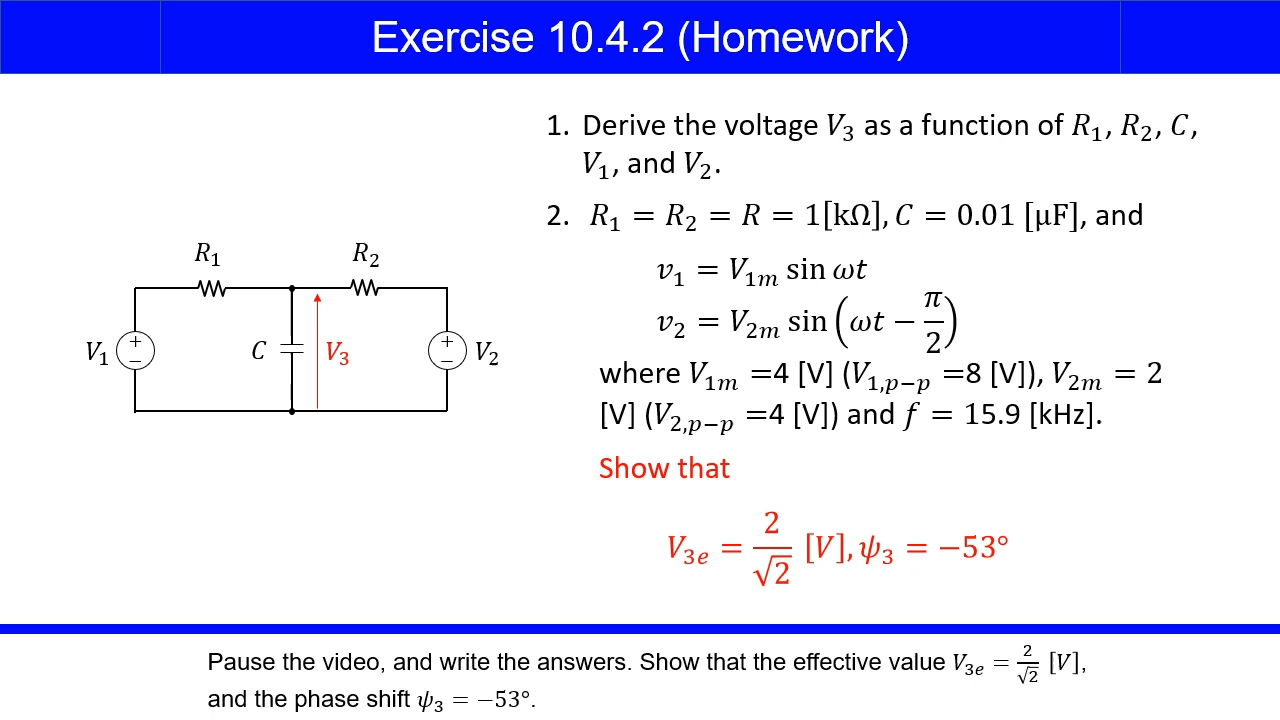 Exercise 10.4.2 (Homework)
1. Derive the voltage V₃ as a function of R₁, R₂, C,
V₁, and V₂.
2. R₁ = R₂ = R = 1[kΩ], C = 0.01 [μF], and
v₁ = V₁ₘ sin ωt
v₂ = V₂ₘ sin(ωt − π/2)
where V₁ₘ =4 [V] (V₁,ₚ₋ₚ =8 [V]), V₂ₘ = 2
[V] (V₂,ₚ₋ₚ =4 [V]) and f = 15.9 [kHz].
Show that
V₃ₑ = 2/√2 [V], ψ₃ = −53°
R₁ R₂
V₁ + − C V₃ + − V₂
Pause the video, and write the answers. Show that the effective value V₃ₑ = 2/√2 [V],
and the phase shift ψ₃ = −53°.